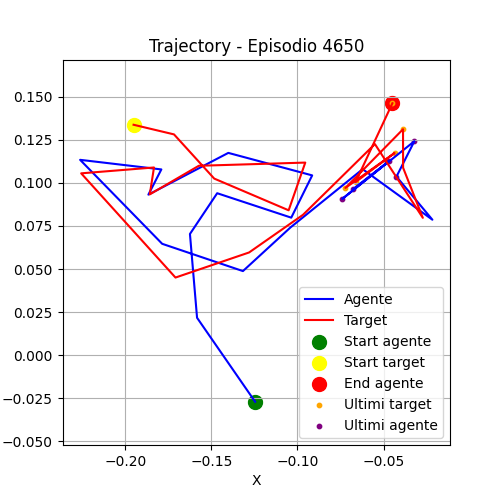 Trajectory - Episodio 4650
0.150
0.125
0.100
0.075
0.050
0.025
0.000
−0.025
−0.050
Agente
Target
Start agente
Start target
End agente
Ultimi target
Ultimi agente
−0.20
−0.15
−0.10
−0.05
X